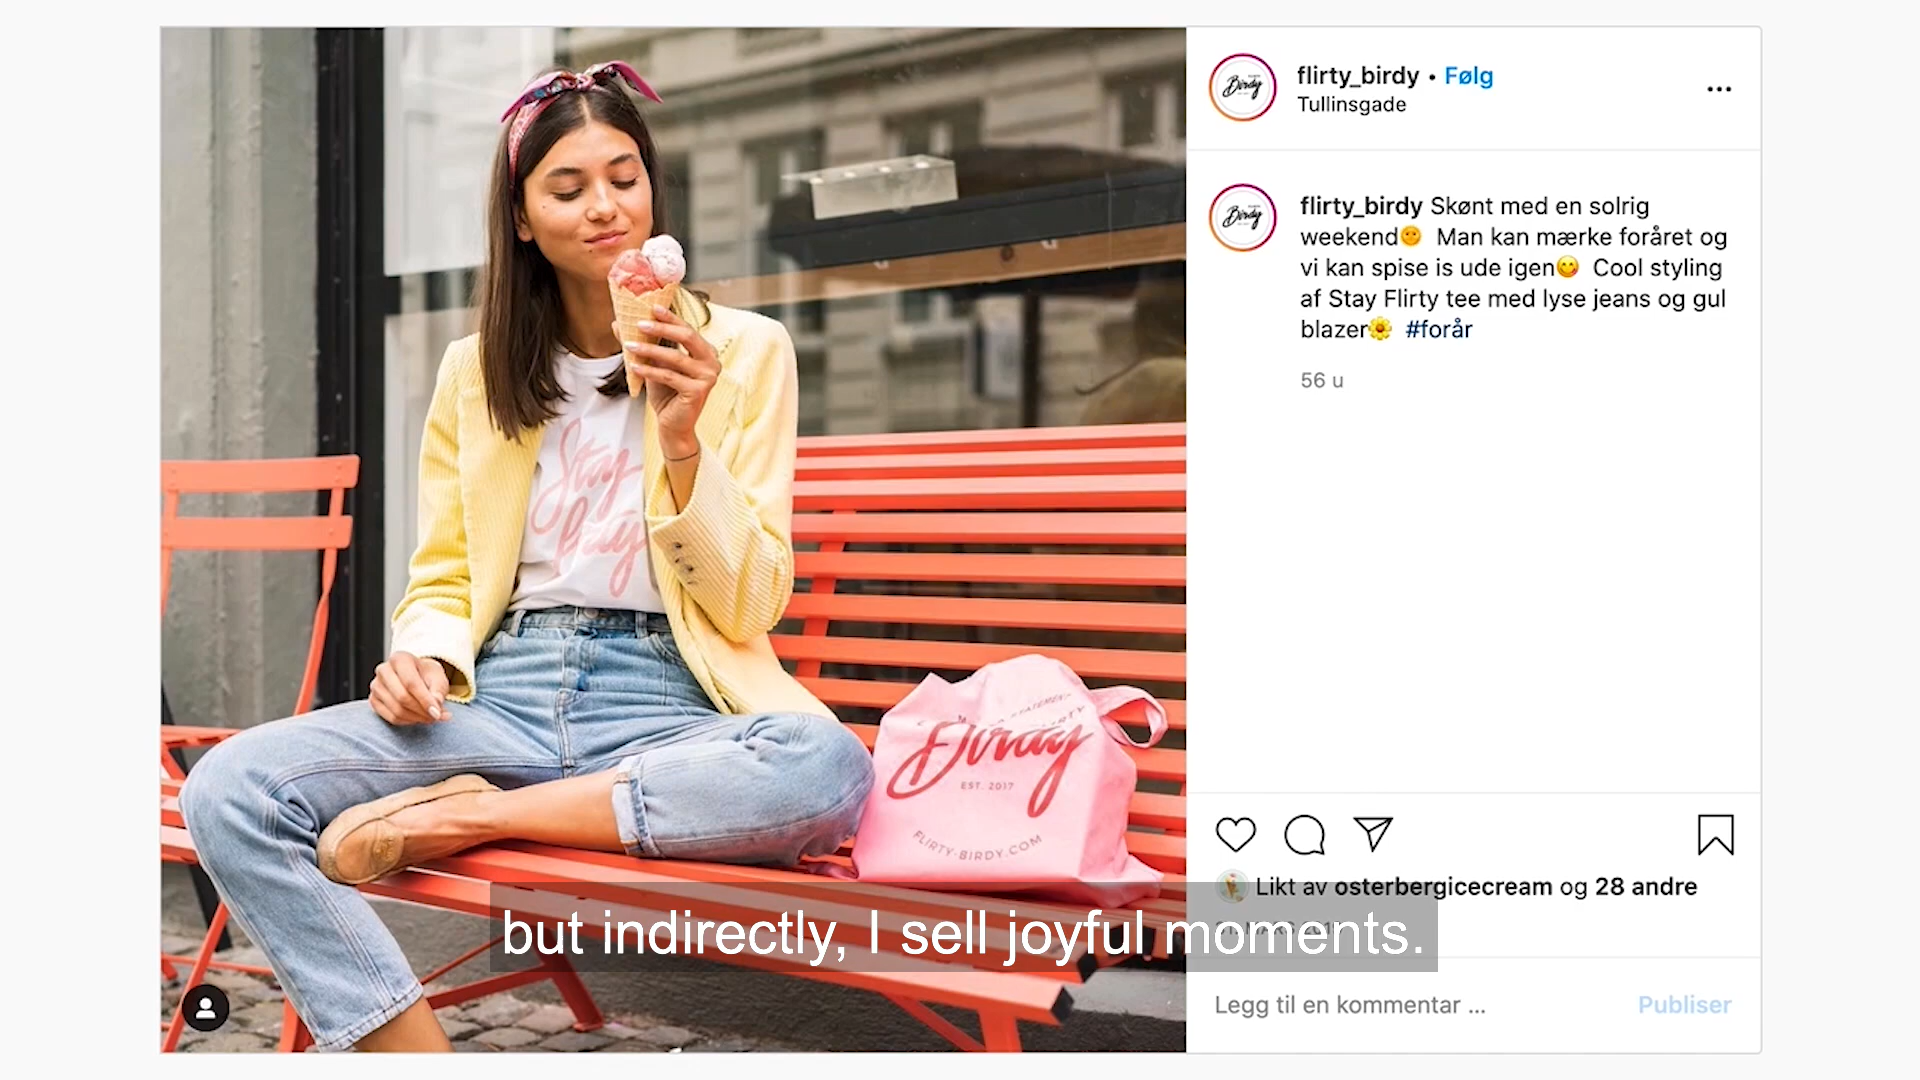 flirty_birdy • Følg
Tullinsgade
flirty_birdy Skønt med en solrig
weekend🌞 Man kan mærke foråret og
vi kan spise is ude igen😋 Cool styling
af Stay Flirty tee med lyse jeans og gul
blazer🌼 #forår
56 u
Stay
Birdy
EST. 2017
FLIRTY-BIRDY.COM
Likt av osterbergicecream og 28 andre
but indirectly, I sell joyful moments.
Legg til en kommentar ...
Publiser